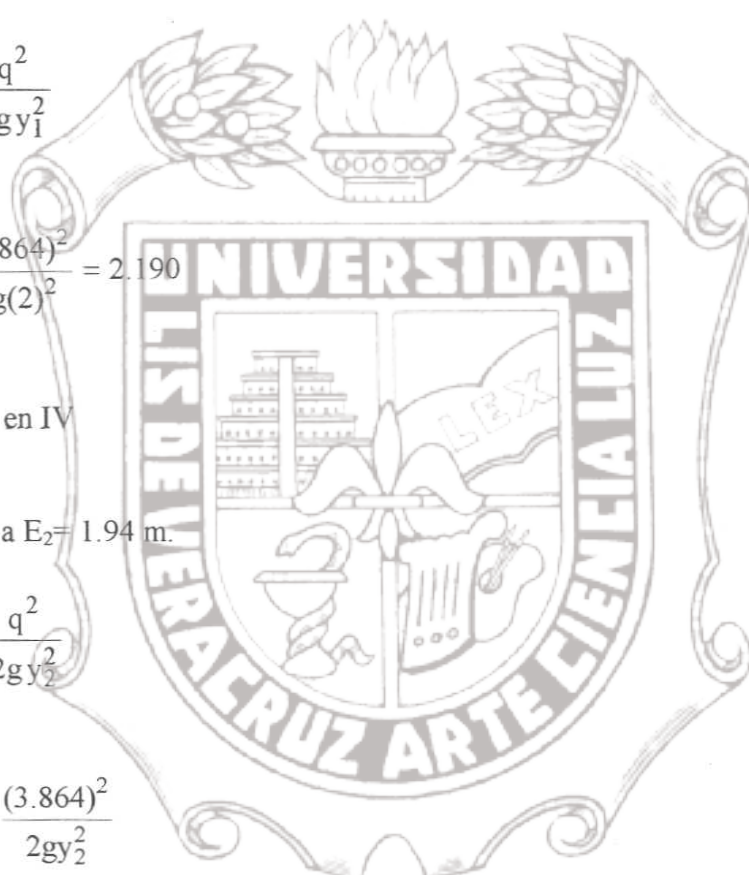 q²
gy₁²
864)²
g(2)² = 2.190
UNIVERSIDAD
LIS DE VERACRUZ ARTE CIENCIA LUZ
LEX
en IV
a E₂= 1.94 m.
q²
2gy₂²
(3.864)²
2gy₂²